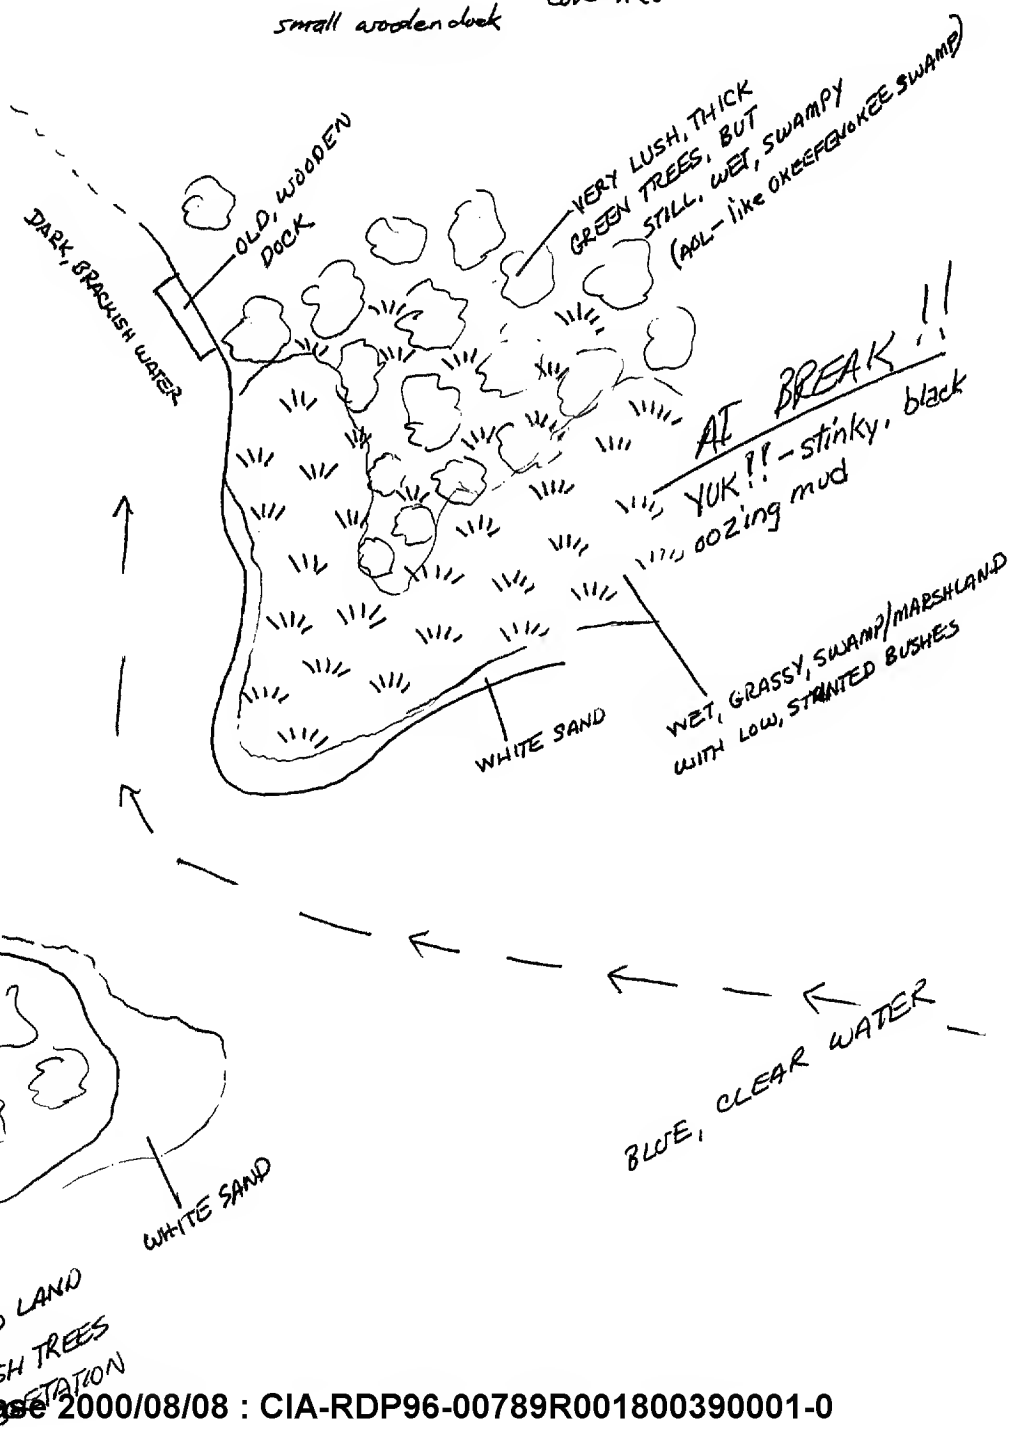 small wooden dock
VERY LUSH, THICK
GREEN TREES, BUT
STILL, WET, SWAMPY
(AOL- like OKEEFENOKEE SWAMP)
OLD, WOODEN
DOCK
DARK, BRACKISH WATER
AI BREAK!!
YUK!! - stinky, black
oozing mud
WET, GRASSY, SWAMP/MARSHLAND
WITH LOW, STUNTED BUSHES
WHITE SAND
BLUE, CLEAR WATER
WHITE SAND
LAND
SH TREES
ETATION
ase 2000/08/08 : CIA-RDP96-00789R001800390001-0